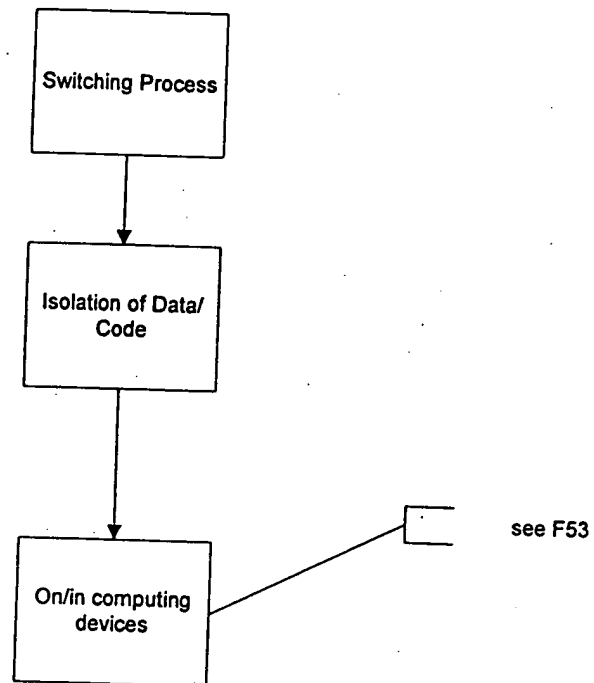 Switching Process
Isolation of Data/
Code
On/in computing
devices
see F53